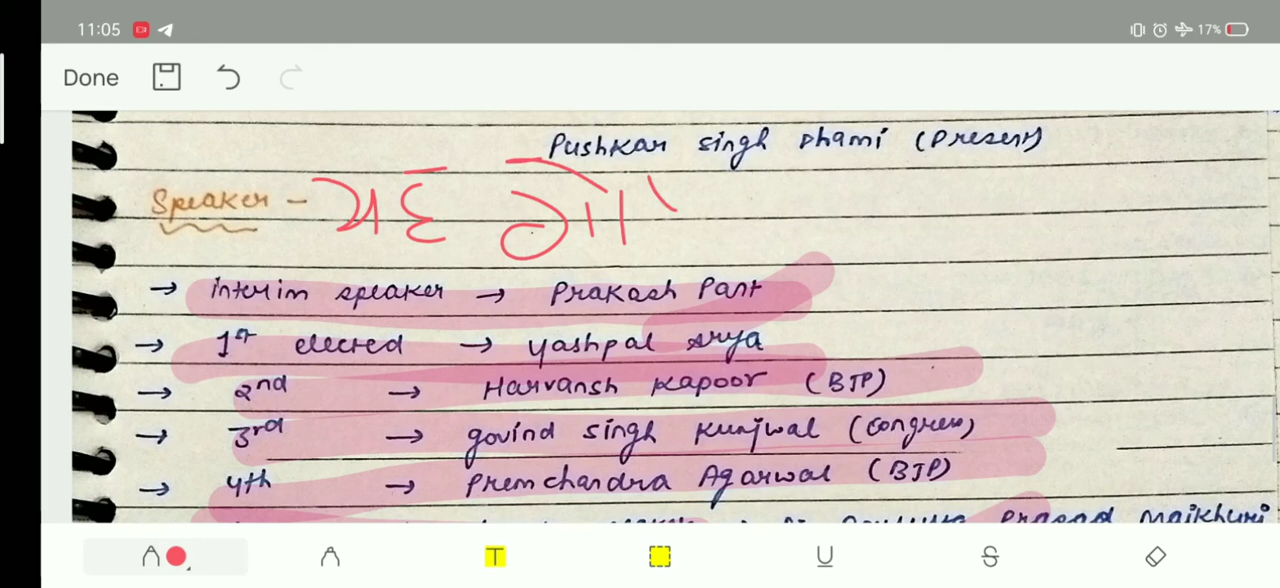 11:05 17%
Done
Pushkar singh Dhami (Present)
Speaker -
→ interim speaker → Prakash Pant
→ 1st elected → Yashpal Arya
→ 2nd → Harvansh Kapoor (BJP)
→ 3rd → govind singh Kunjwal (congress)
→ 4th → Premchandra Agarwal (BJP)
Prasad Maikhuri
T U S